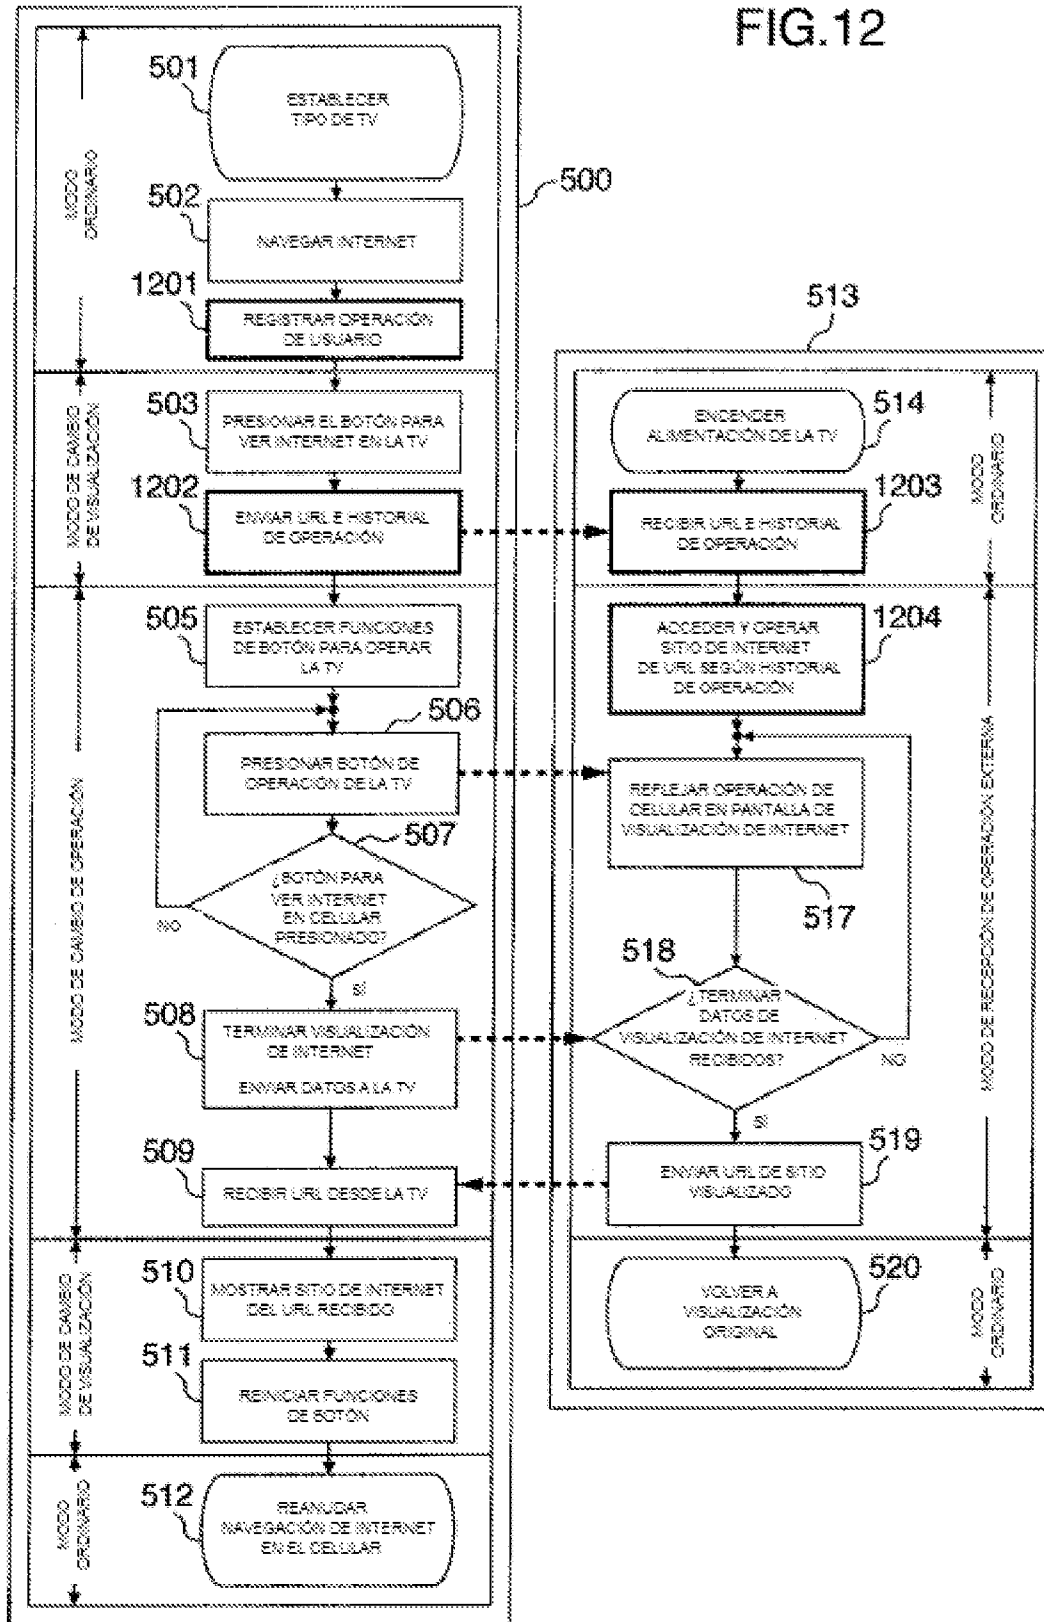 FIG.12
500
MODO
ORDINARIO
501
ESTABLECER
TIPO DE TV
502
NAVEGAR INTERNET
1201
REGISTRAR OPERACIÓN
DE USUARIO
MODO DE CAMBIO
DE VISUALIZACIÓN
503
PRESIONAR EL BOTÓN PARA
VER INTERNET EN LA TV
1202
ENVIAR URL E HISTORIAL
DE OPERACIÓN
MODO DE CAMBIO DE OPERACIÓN
505
ESTABLECER FUNCIONES
DE BOTÓN PARA OPERAR
LA TV
506
PRESIONAR BOTÓN DE
OPERACIÓN DE LA TV
507
¿BOTÓN PARA
VER INTERNET
EN CELULAR
PRESIONADO?
NO
SÍ
508
TERMINAR VISUALIZACIÓN
DE INTERNET
ENVIAR DATOS A LA TV
509
RECIBIR URL DESDE LA TV
MODO DE CAMBIO
DE VISUALIZACIÓN
510
MOSTRAR SITIO DE INTERNET
DEL URL RECIBIDO
511
REINICIAR FUNCIONES
DE BOTÓN
MODO
ORDINARIO
512
REANUDAR
NAVEGACIÓN DE INTERNET
EN EL CELULAR
513
ENCENDER
ALIMENTACIÓN DE LA TV
514
MODO
ORDINARIO
1203
RECIBIR URL E HISTORIAL
DE OPERACIÓN
1204
ACCEDER Y OPERAR
SITIO DE INTERNET
DE URL SEGÚN HISTORIAL
DE OPERACIÓN
MODO DE RECEPCIÓN DE OPERACIÓN EXTERNA
REFLEJAR OPERACIÓN DE
CELULAR EN PANTALLA DE
VISUALIZACIÓN DE INTERNET
517
518
¿TERMINAR
DATOS DE
VISUALIZACIÓN DE INTERNET
RECIBIDOS?
NO
SÍ
519
ENVIAR URL DE SITIO
VISUALIZADO
520
VOLVER A
VISUALIZACIÓN
ORIGINAL
MODO
ORDINARIO